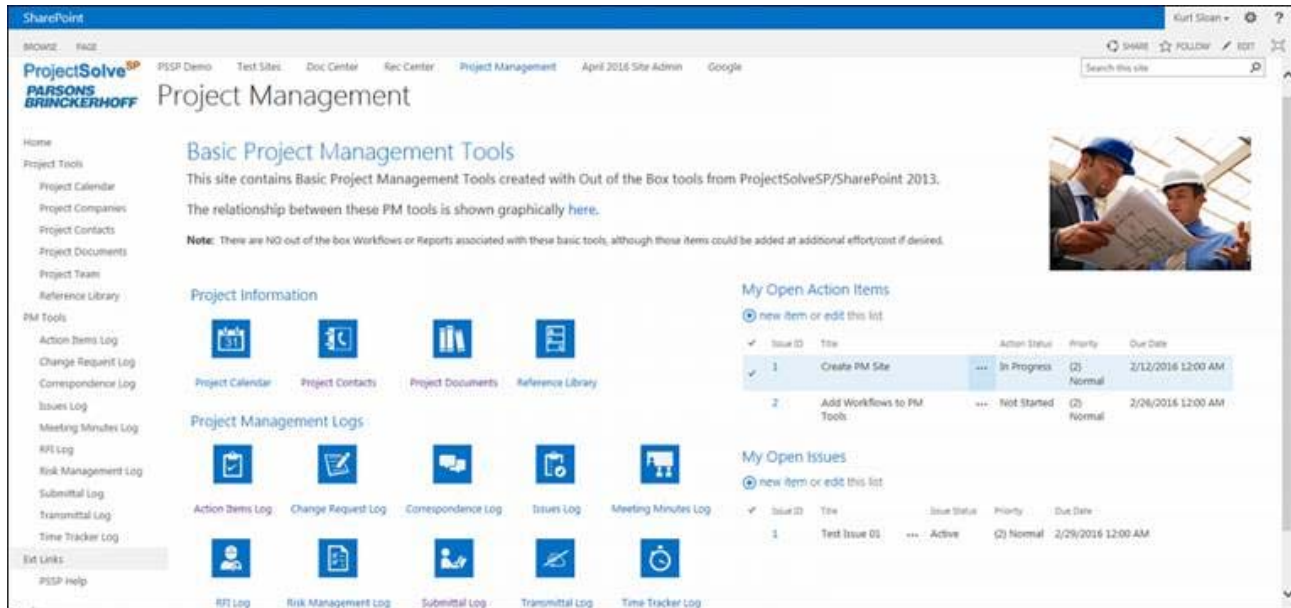 SharePoint
Kurt Sloan
?
BROWSE PAGE
SHARE FOLLOW EDIT
ProjectSolveSP
PARSONS
BRINCKERHOFF
PSSP Demo Test Sites Doc Center Rec Center Project Management April 2016 Site Admin Google
Search this site
Project Management
Home
Project Tools
Project Calendar
Project Companies
Project Contacts
Project Documents
Project Team
Reference Library
PM Tools
Action Items Log
Change Request Log
Correspondence Log
Issues Log
Meeting Minutes Log
RFI Log
Risk Management Log
Submittal Log
Transmittal Log
Time Tracker Log
Ext Links
PSSP Help
Basic Project Management Tools
This site contains Basic Project Management Tools created with Out of the Box tools from ProjectSolveSP/SharePoint 2013.
The relationship between these PM tools is shown graphically here.
Note: There are NO out of the box Workflows or Reports associated with these basic tools, although those items could be added at additional effort/cost if desired.
Project Information
31
Project Calendar Project Contacts Project Documents Reference Library
Project Management Logs
Action Items Log Change Request Log Correspondence Log Issues Log Meeting Minutes Log
RFI Log Risk Management Log Submittal Log Transmittal Log Time Tracker Log
My Open Action Items
new item or edit this list
Issue ID Title Action Status Priority Due Date
1 Create PM Site ... In Progress (2) Normal 2/12/2016 12:00 AM
2 Add Workflows to PM Tools ... Not Started (2) Normal 2/26/2016 12:00 AM
My Open Issues
new item or edit this list
Issue ID Title Issue Status Priority Due Date
1 Test Issue 01 ... Active (2) Normal 2/29/2016 12:00 AM